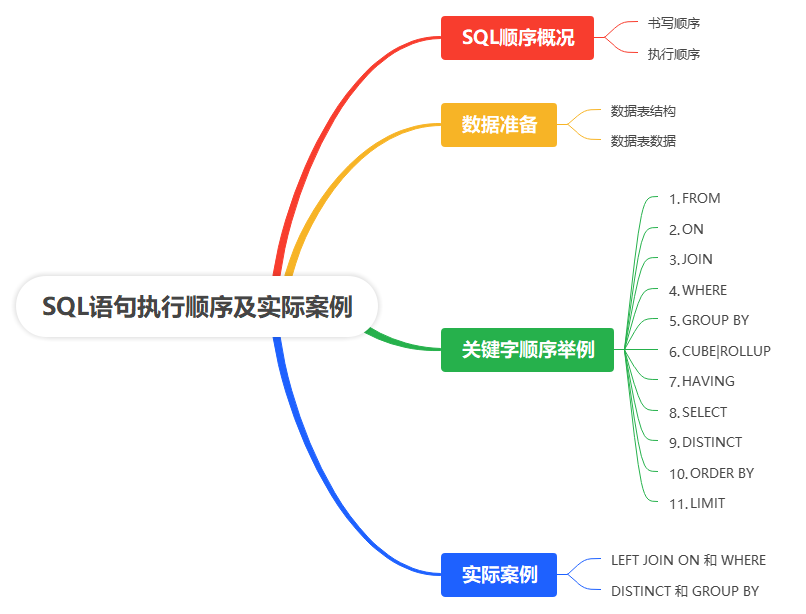 SQL语句执行顺序及实际案例
SQL顺序概况
书写顺序
执行顺序
数据准备
数据表结构
数据表数据
关键字顺序举例
1. FROM
2. ON
3. JOIN
4. WHERE
5. GROUP BY
6. CUBE|ROLLUP
7. HAVING
8. SELECT
9. DISTINCT
10. ORDER BY
11. LIMIT
实际案例
LEFT JOIN ON 和 WHERE
DISTINCT 和 GROUP BY